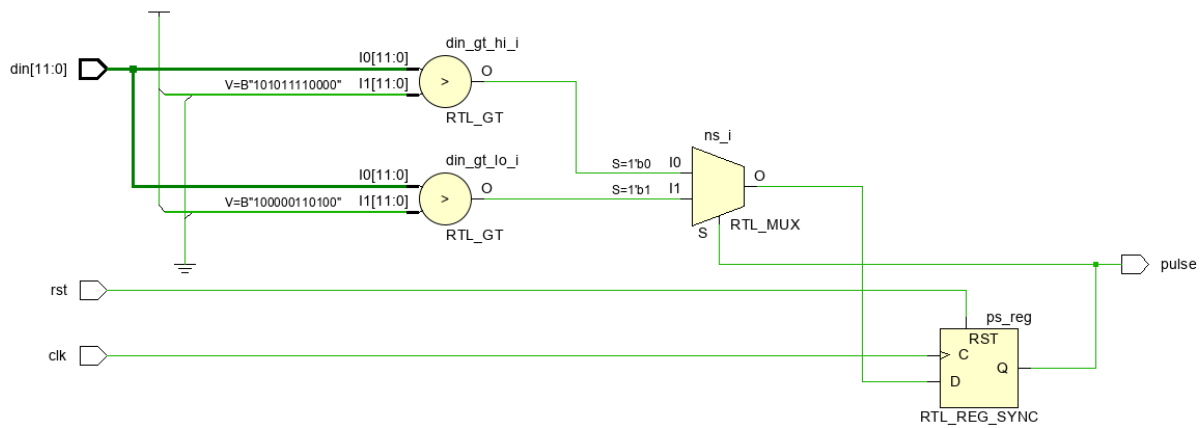 din_gt_hi_i
din[11:0]
I0[11:0]
O
V=B"101011110000"
I1[11:0]
>
RTL_GT
ns_i
din_gt_lo_i
S=1'b0
I0
I0[11:0]
O
S=1'b1
I1
O
V=B"100000110100"
I1[11:0]
>
RTL_GT
S
RTL_MUX
pulse
rst
ps_reg
RST
clk
C
Q
D
RTL_REG_SYNC